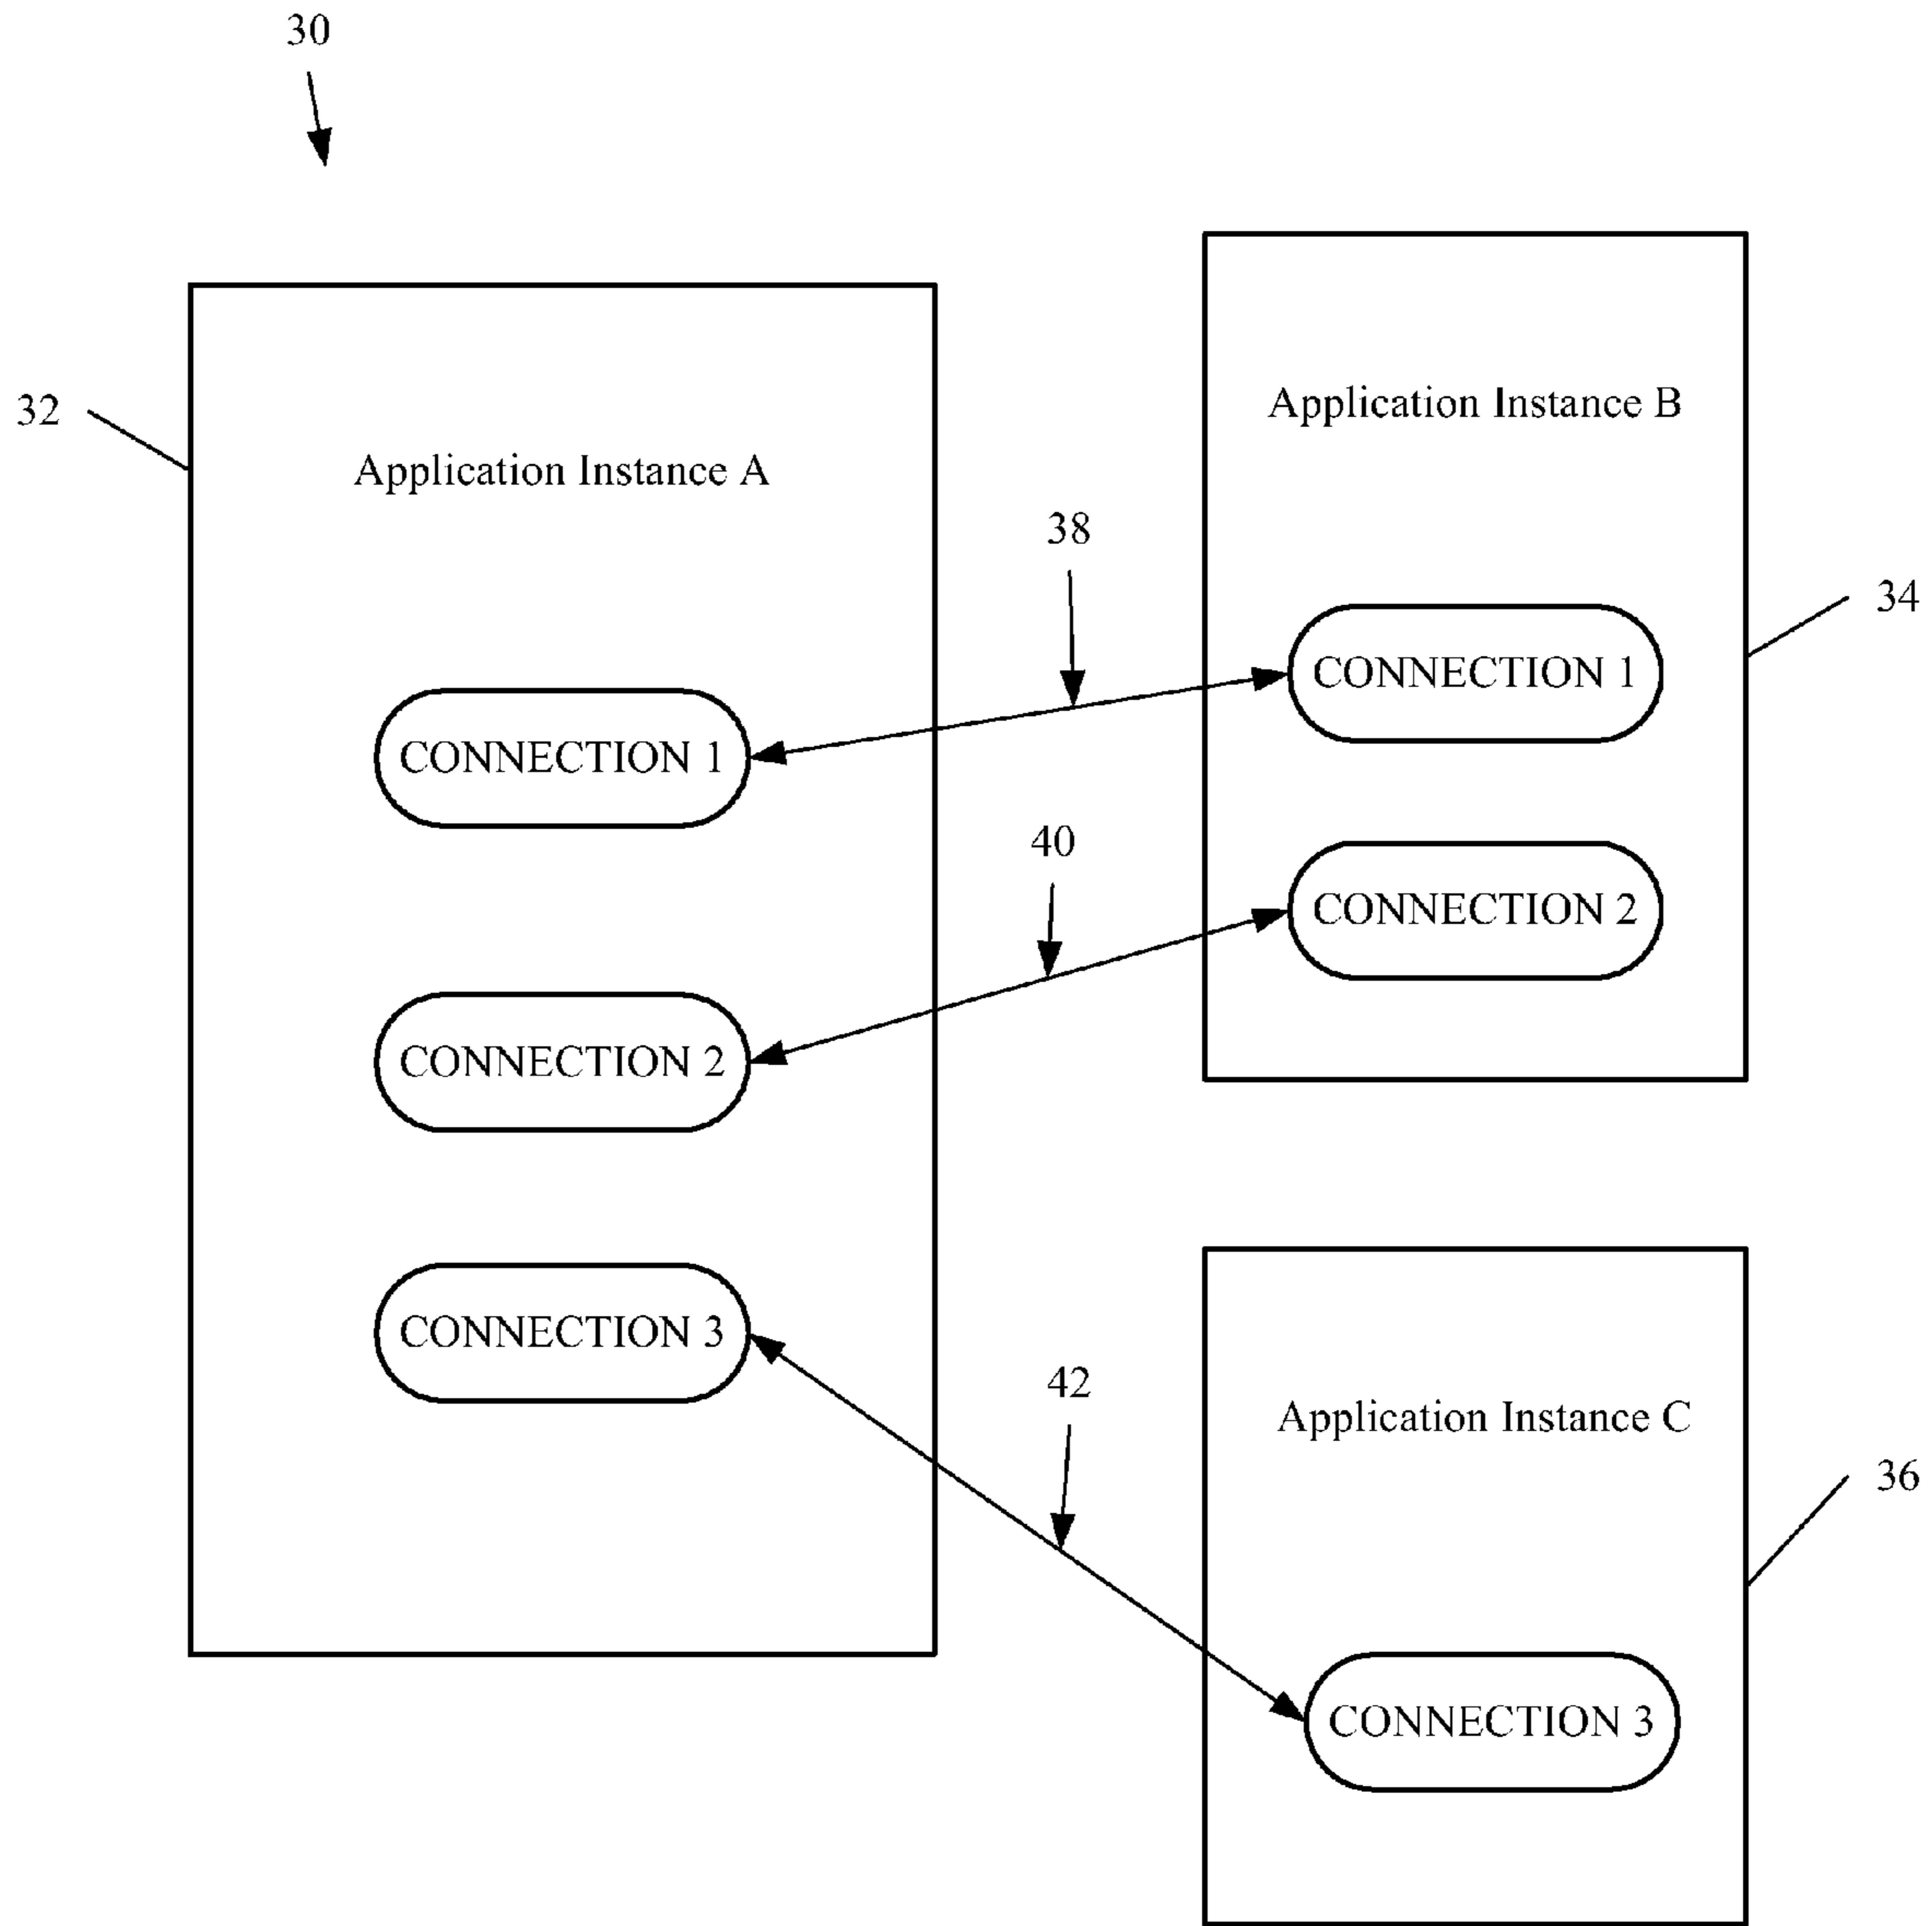 30
32
Application Instance A
CONNECTION 1
CONNECTION 2
CONNECTION 3
38
40
42
Application Instance B
CONNECTION 1
CONNECTION 2
34
Application Instance C
CONNECTION 3
36